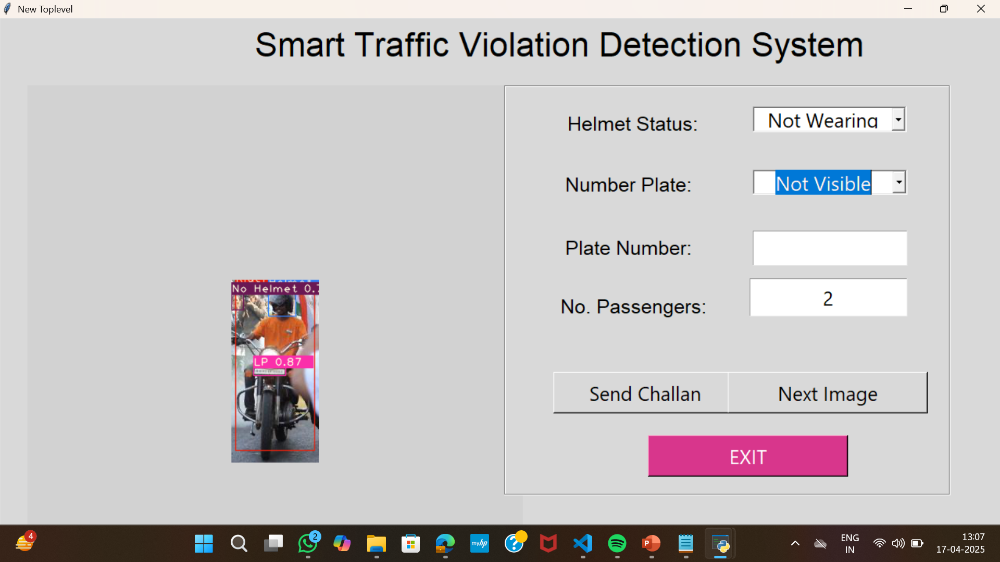 New Toplevel
Smart Traffic Violation Detection System
Helmet Status:
Not Wearing
Number Plate:
Not Visible
Plate Number:
No. Passengers:
2
No Helmet 0.7
LP 0.87
Send Challan
Next Image
EXIT
4
2
myhp
ENG
IN
13:07
17-04-2025